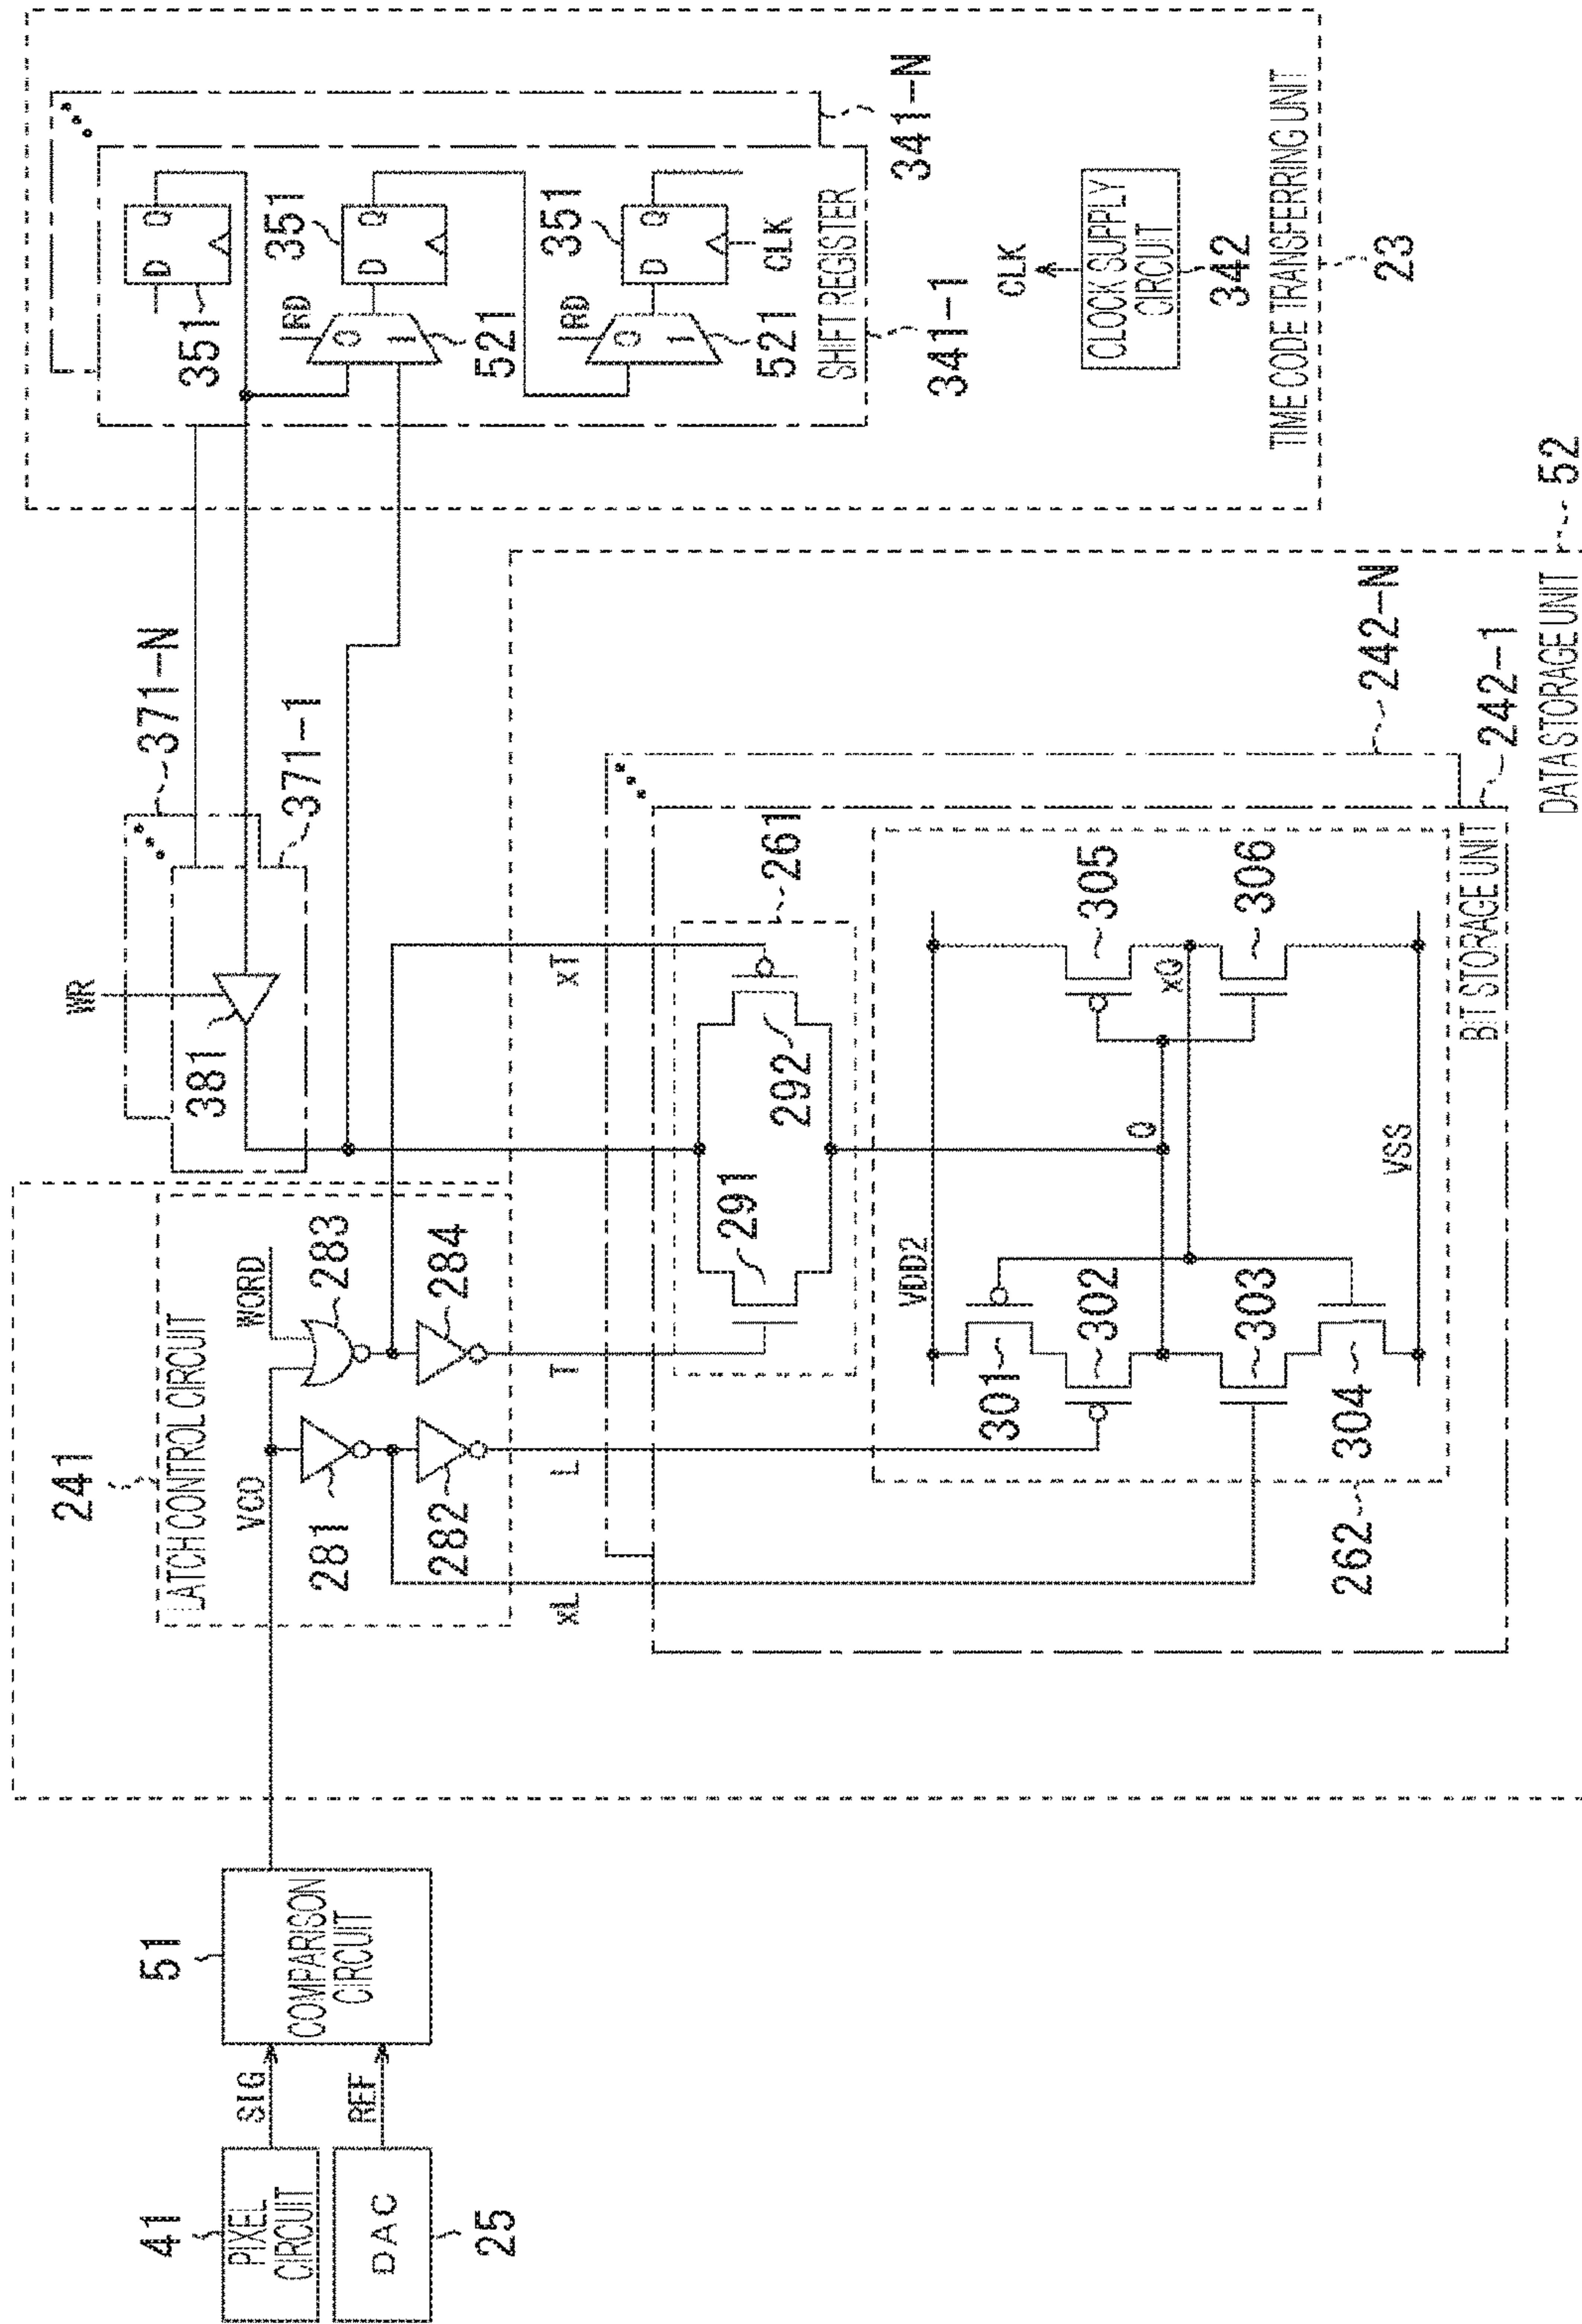 41
PIXEL
CIRCUIT
DAC
25
SIG
REF
51
COMPARISON
CIRCUIT
241
LATCH CONTROL CIRCUIT
VCO
WORD
281
282
283
284
xL
L
T
xT
WR
381
371-N
371-1
261
291
292
VDD2
301
302
303
304
305
306
Q
xQ
VSS
262
BIT STORAGE UNIT
242-N
242-1
DATA STORAGE UNIT
52
D Q
351
RD
0
1
521
D Q
351
RD
0
1
521
D Q
351
CLK
SHIFT REGISTER
341-N
341-1
CLK
CLOCK SUPPLY
CIRCUIT
342
TIME CODE TRANSFERRING UNIT
23